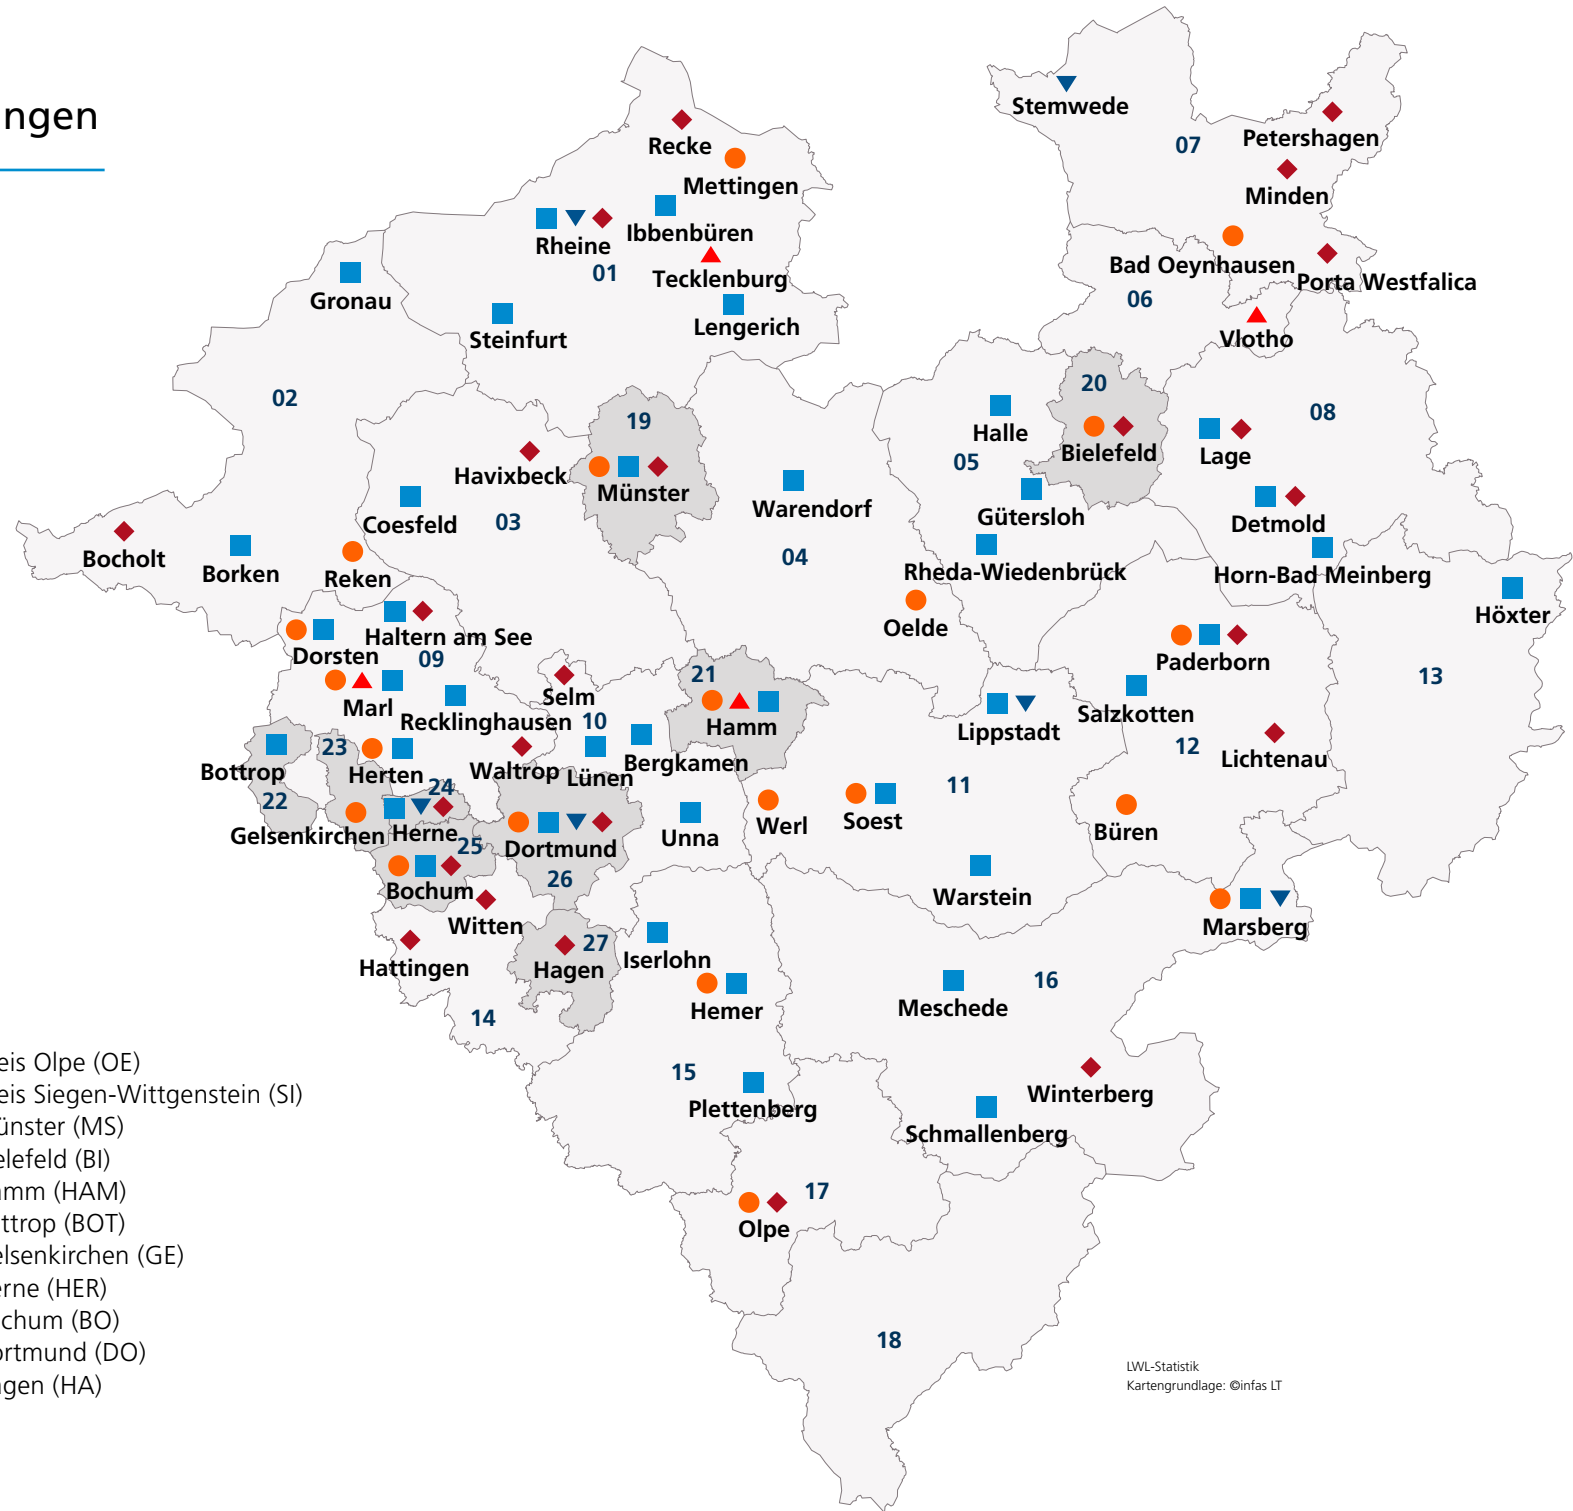 ngen
Stemwede
Petershagen
07
Recke
Mettingen
Minden
Ibbenbüren
Rheine
01
Tecklenburg
Bad Oeynhausen
Porta Westfalica
06
Gronau
Lengerich
Steinfurt
Vlotho
02
20
08
19
Halle
Bielefeld
Lage
05
Havixbeck
Münster
Warendorf
Gütersloh
Detmold
Coesfeld
03
04
Bocholt
Borken
Reken
Rheda-Wiedenbrück
Horn-Bad Meinberg
Höxter
Oelde
Haltern am See
Dorsten
09
Paderborn
21
13
Marl
Selm
Recklinghausen
10
Hamm
Lippstadt
Salzkotten
12
Lichtenau
Bottrop
23
Herten
Waltrop
Lünen
Bergkamen
24
11
22
Gelsenkirchen
Herne
25
Dortmund
Unna
Werl
Soest
Büren
26
Bochum
Warstein
Witten
Marsberg
Hattingen
27
Hagen
Iserlohn
Hemer
Meschede
16
14
eis Olpe (OE)
eis Siegen-Wittgenstein (SI)
ünster (MS)
elefeld (BI)
amm (HAM)
ttrop (BOT)
elsenkirchen (GE)
erne (HER)
chum (BO)
ortmund (DO)
gen (HA)
15
Plettenberg
Winterberg
Schmallenberg
17
Olpe
18
LWL-Statistik
Kartengrundlage: ©infas LT